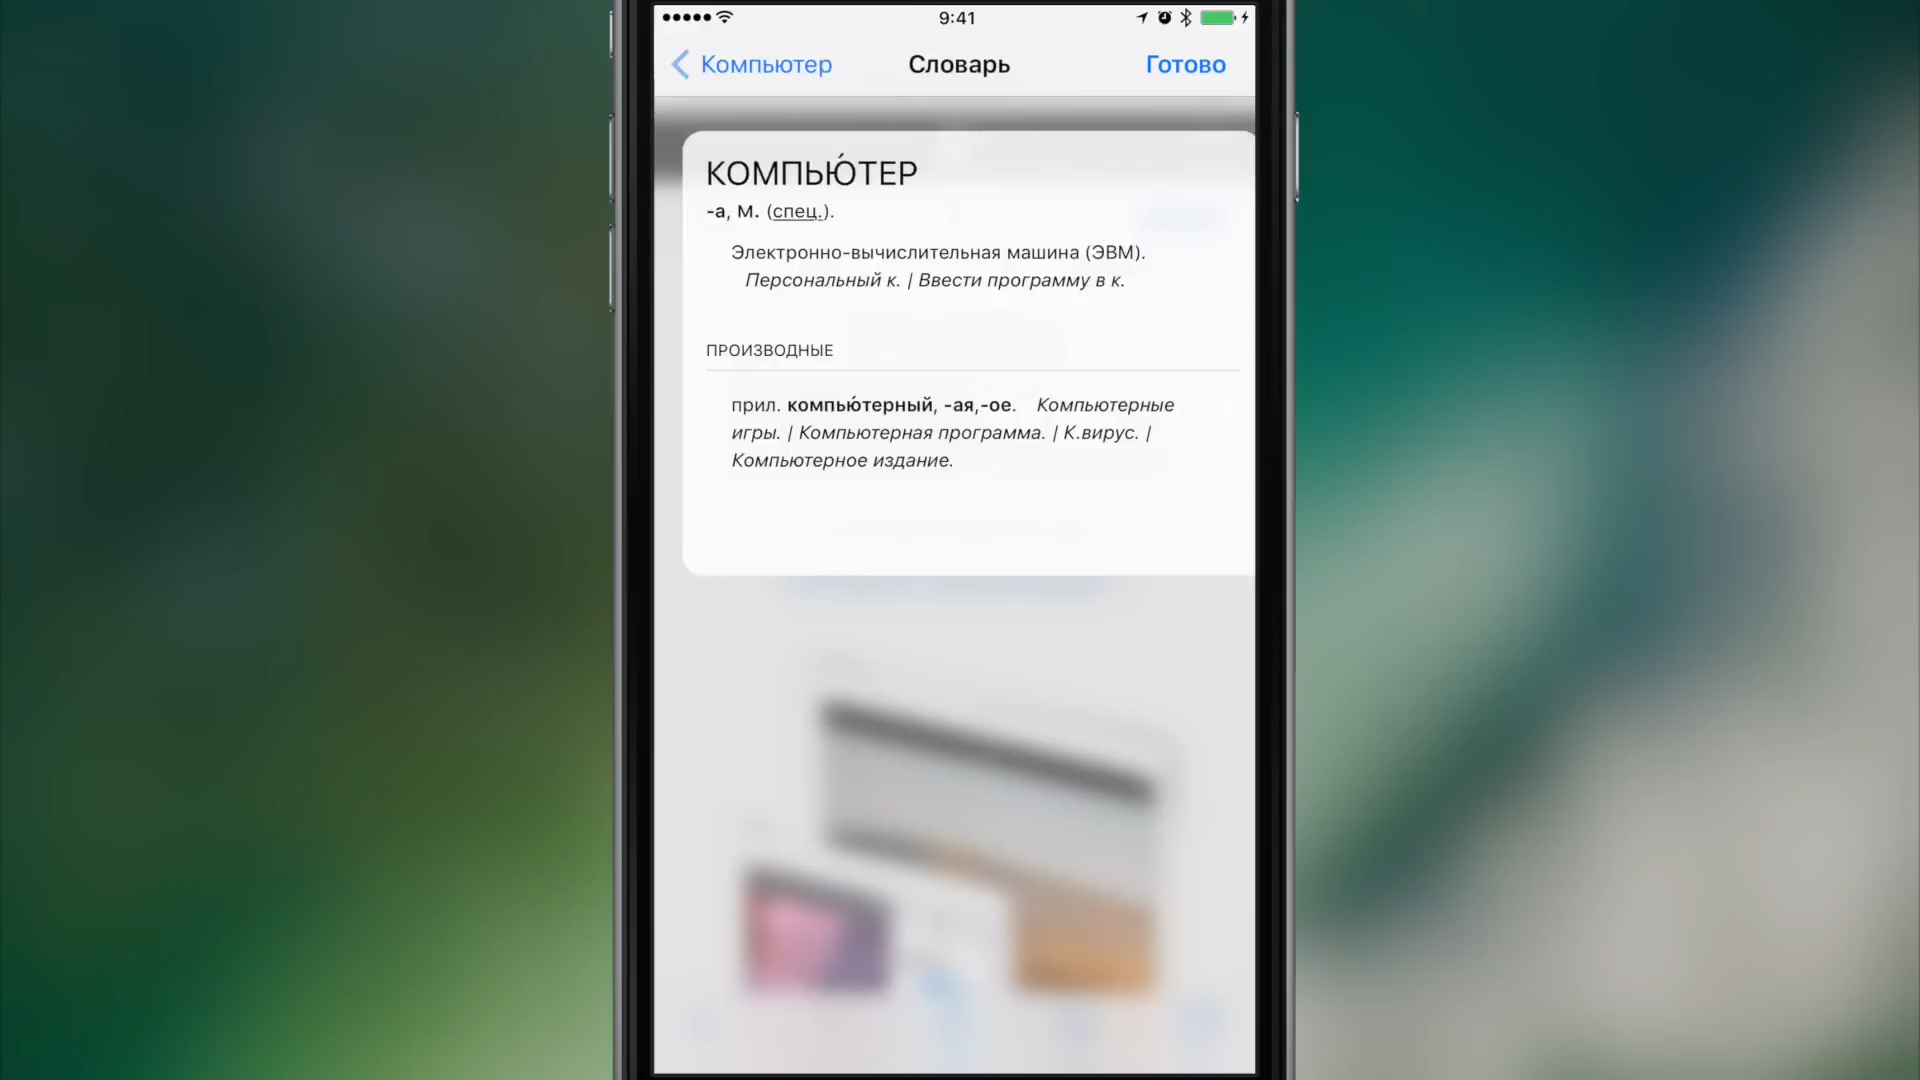 9:41
Компьютер
Словарь
Готово
КОМПЬЮ́ТЕР
-а, М. (спец.).
Электронно-вычислительная машина (ЭВМ).
Персональный к. | Ввести программу в к.
ПРОИЗВОДНЫЕ
прил. компью́терный, -ая,-ое. Компьютерные
игры. | Компьютерная программа. | К.вирус. |
Компьютерное издание.